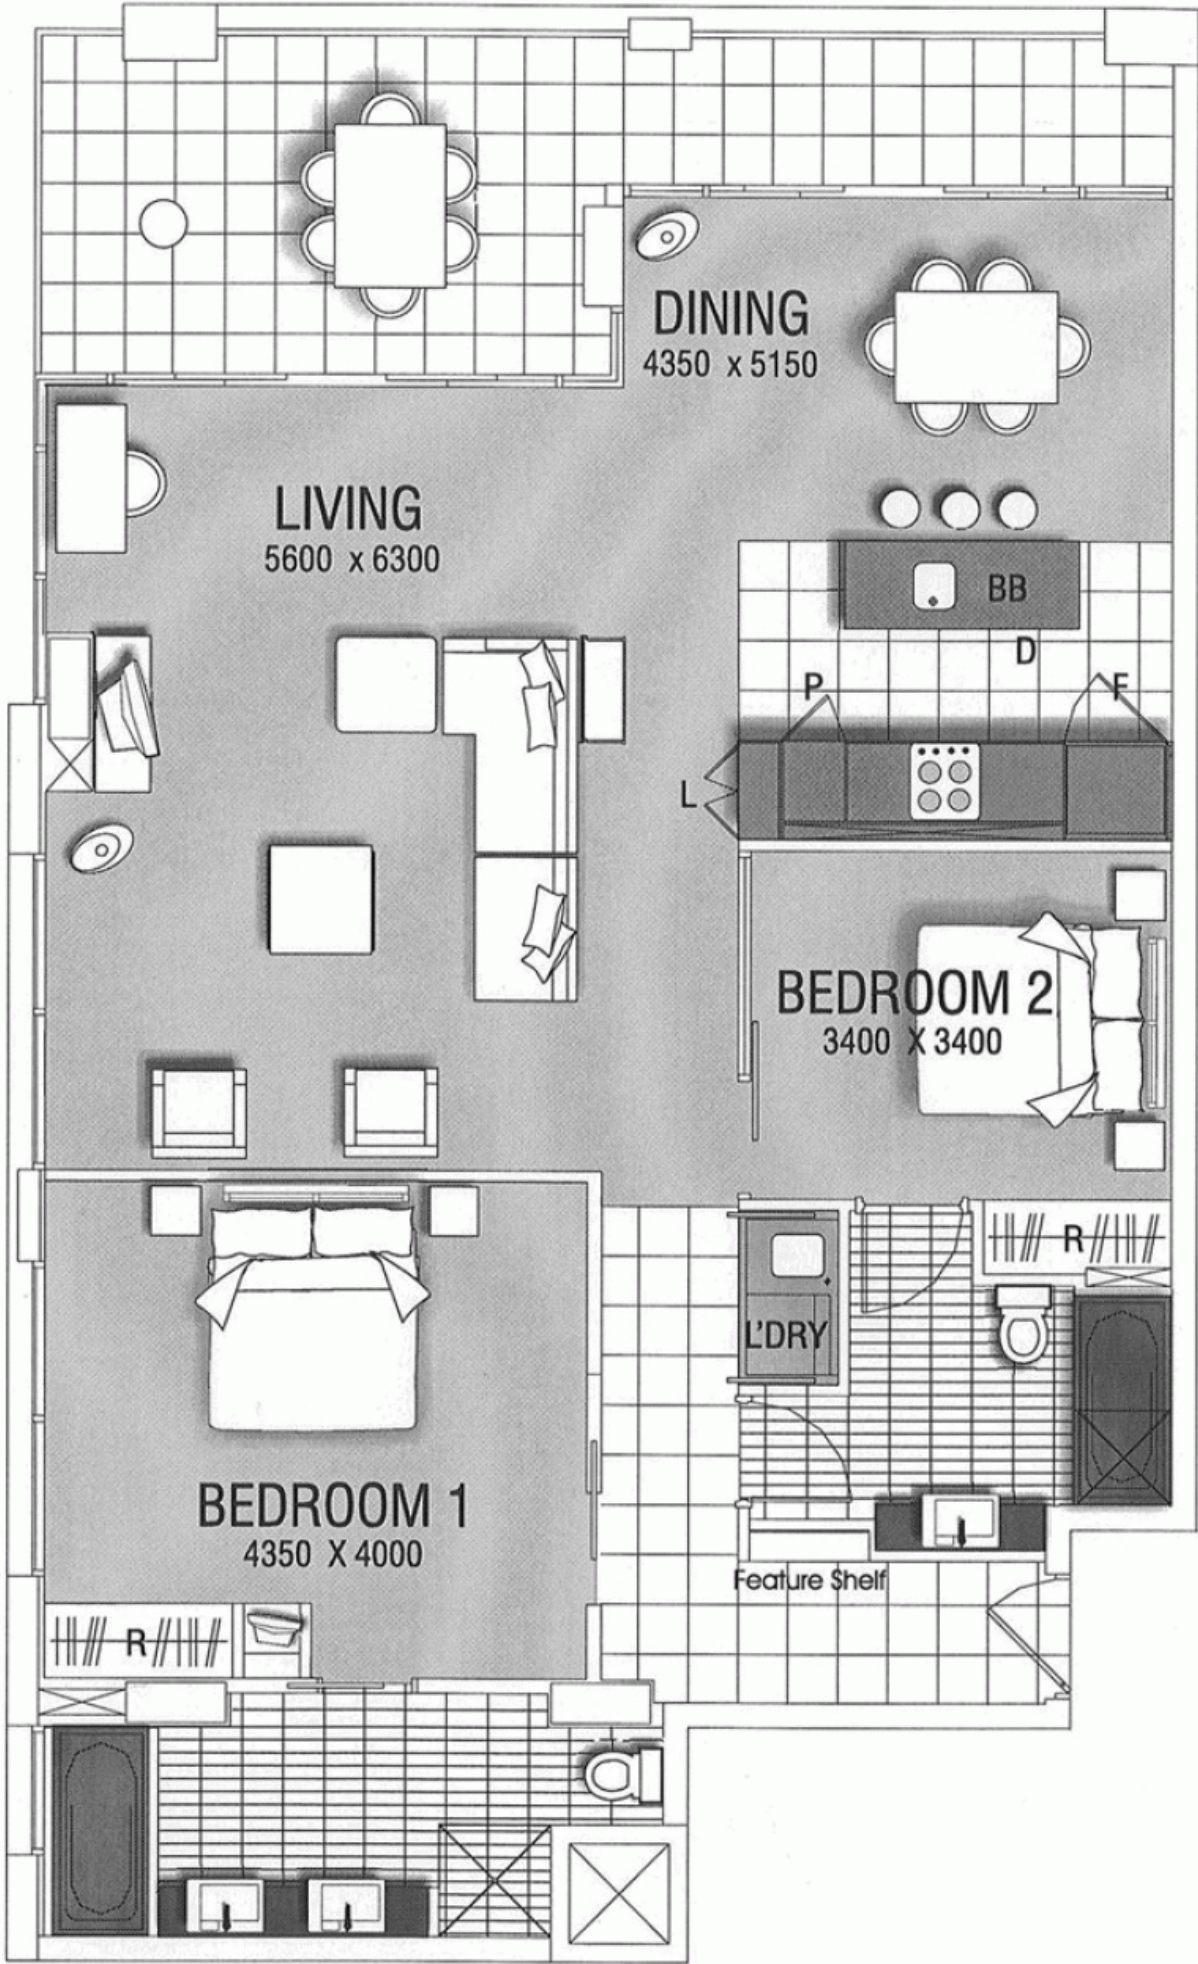 DINING
4350 x 5150
LIVING
5600 x 6300
BB
D
P
F
L
BEDROOM 2
3400 X 3400
R
L'DRY
BEDROOM 1
4350 X 4000
Feature Shelf
R